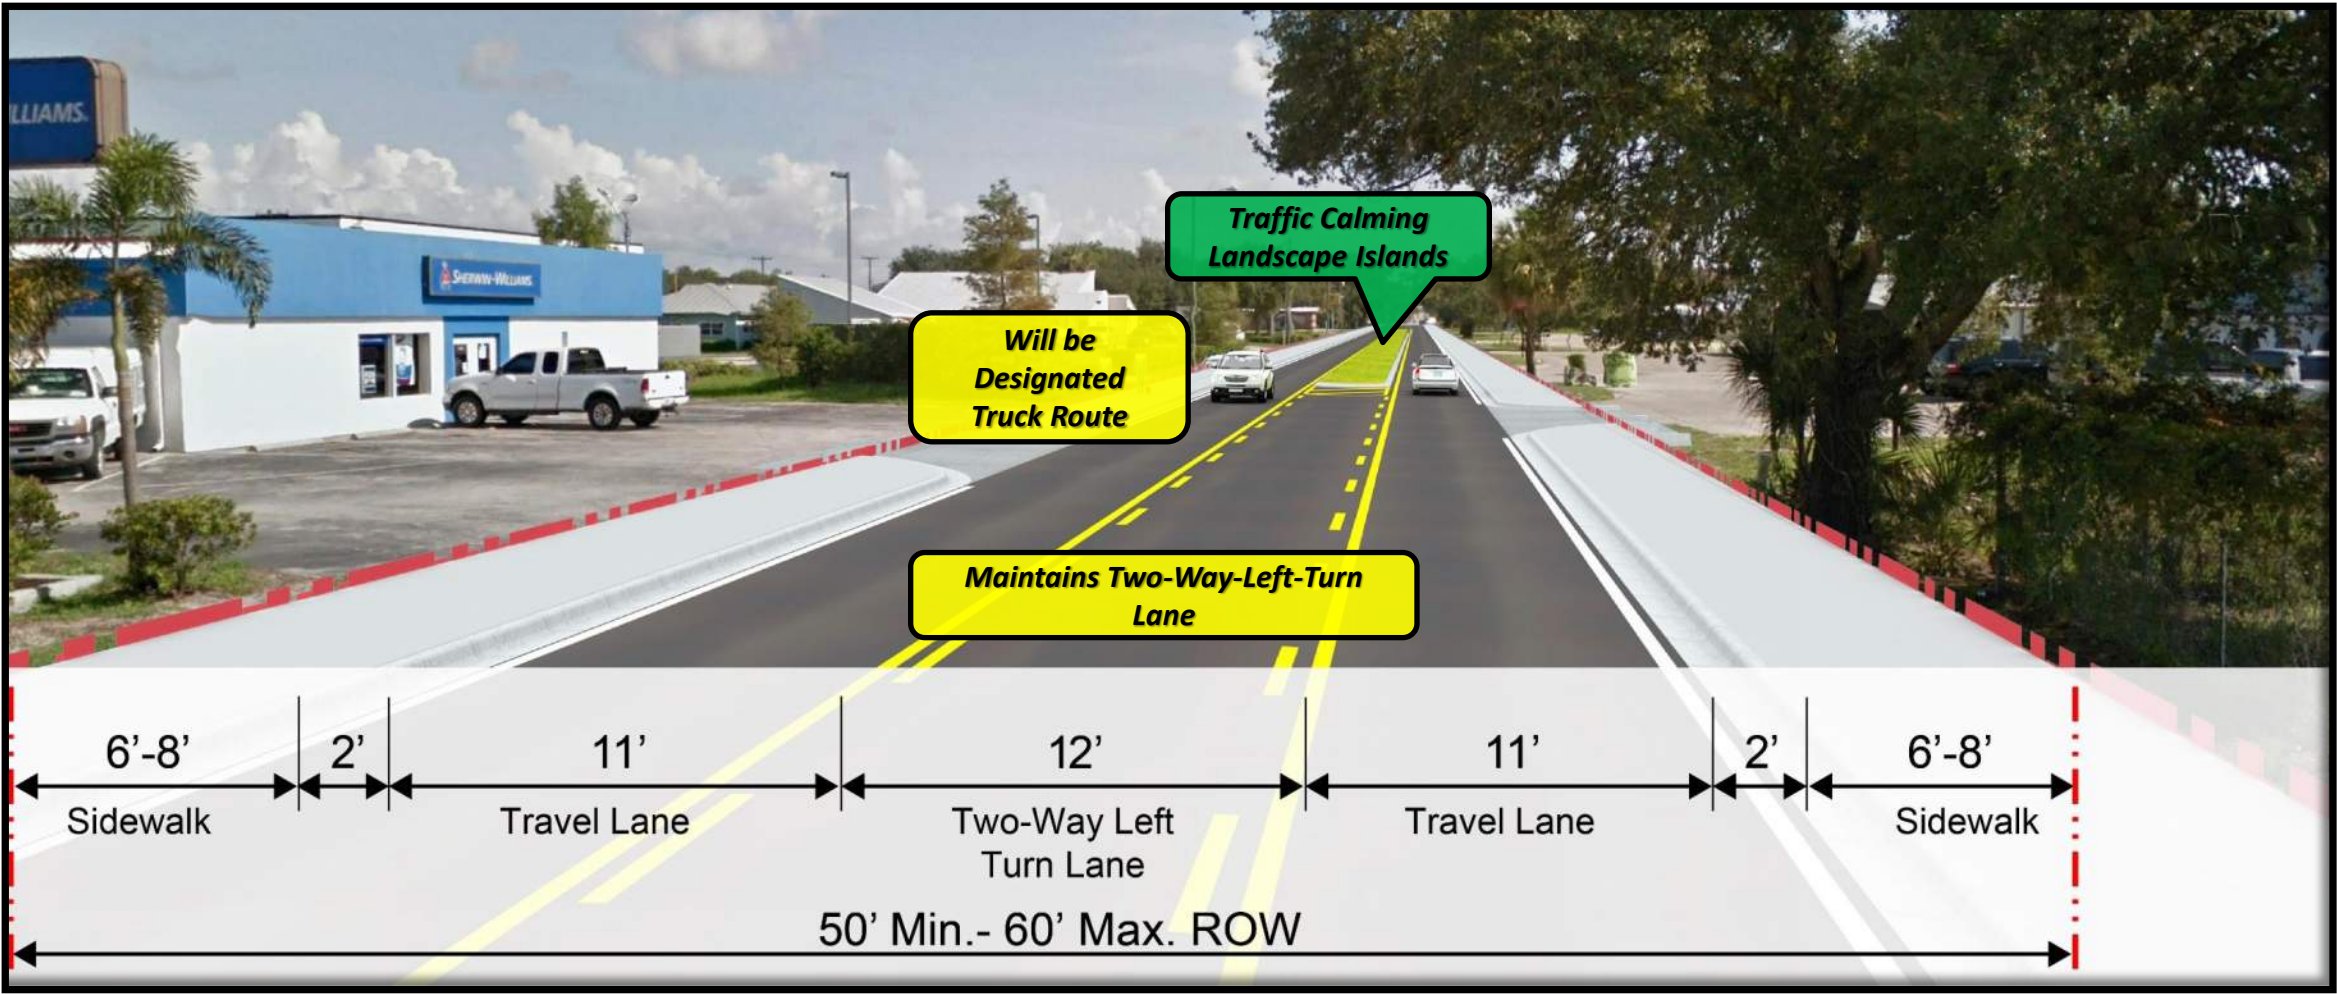 LLIAMS.
SHERWIN-WILLIAMS.
Traffic Calming
Landscape Islands
Will be
Designated
Truck Route
Maintains Two-Way-Left-Turn
Lane
6’-8’ 2’ 11’ 12’ 11’ 2’ 6’-8’
Sidewalk Travel Lane Two-Way Left Travel Lane Sidewalk
Turn Lane
50’ Min.- 60’ Max. ROW